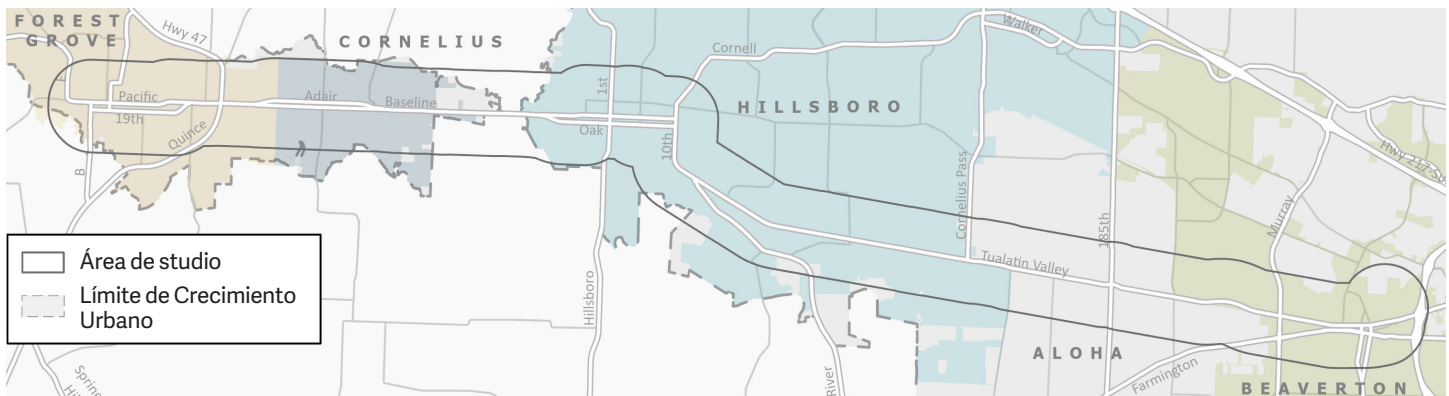 FOREST
GROVE
Hwy 47
CORNELIUS
Cornell
Walker
1st
HILLSBORO
Pacific
19th
Adair
Baseline
Quince
Oak
10th
B
Hwy 217-
Cornelius Pass
185th
Murray
Tualatin Valley
Área de studio
Límite de Crecimiento
Urbano
Hillsboro
River
ALOHA
Farmington
BEAVERTON